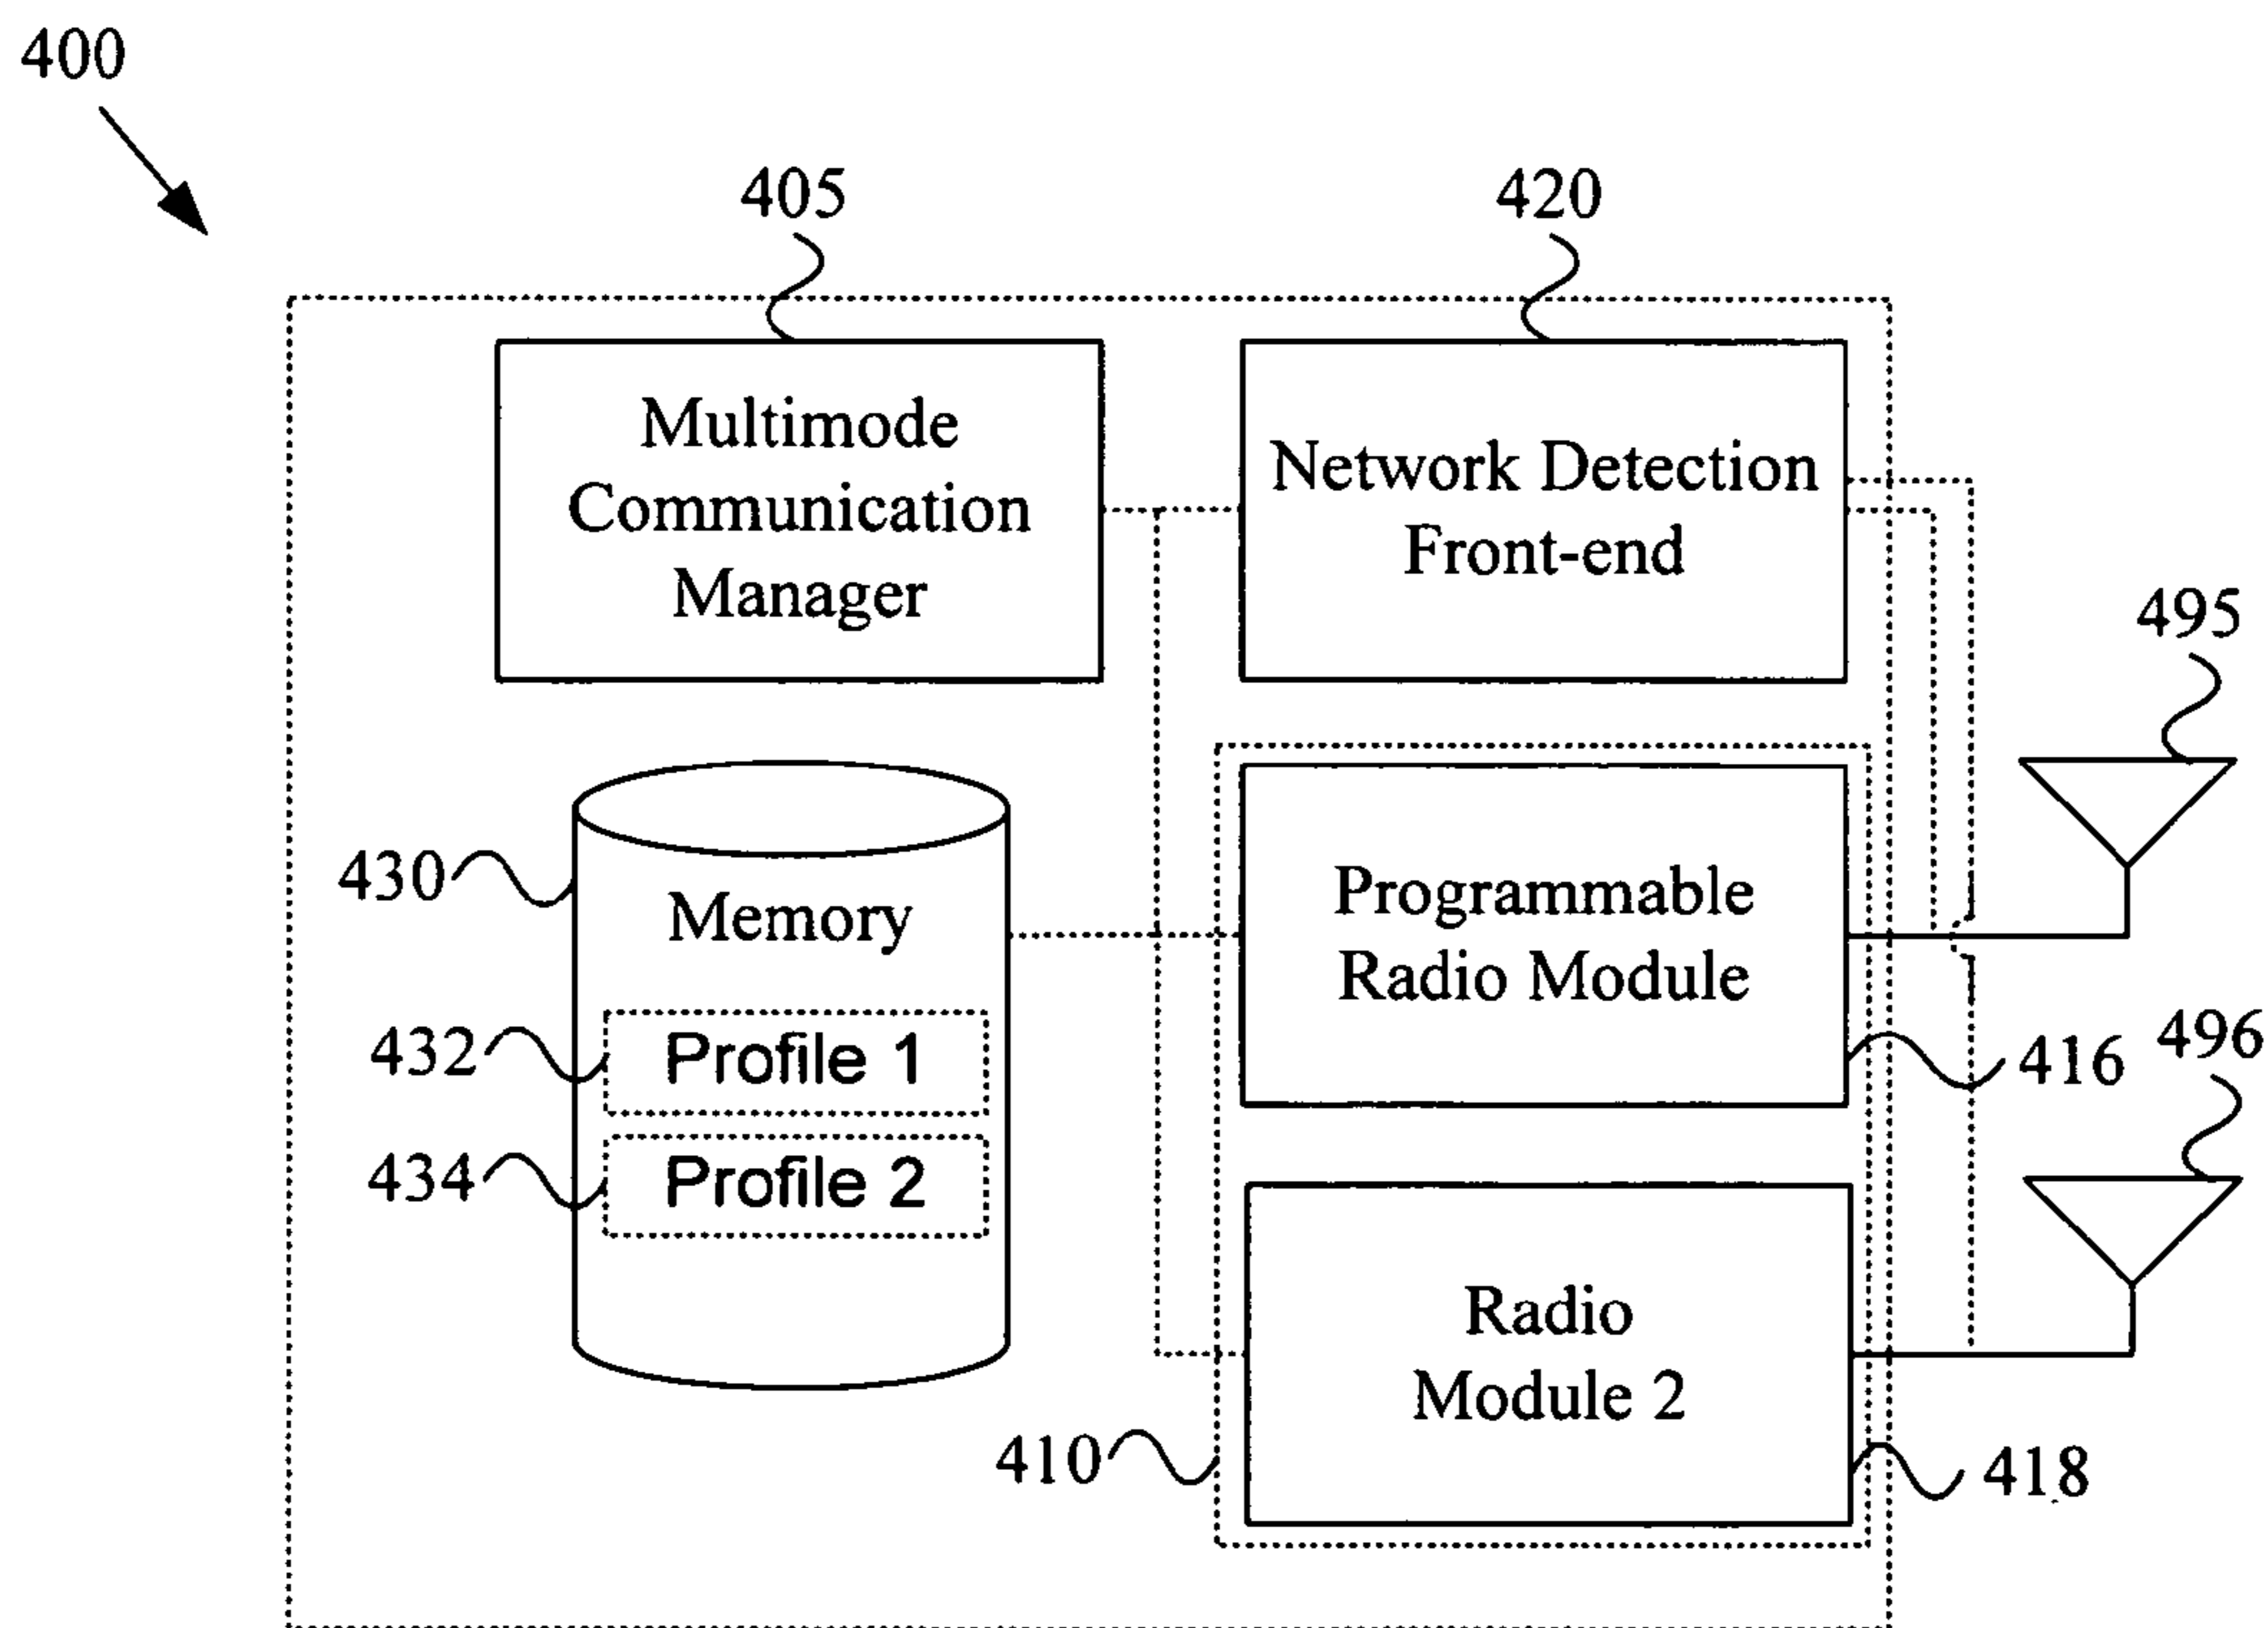 400
405
420
Multimode
Communication
Manager
Network Detection
Front-end
495
430
Memory
Programmable
Radio Module
432
Profile 1
416
496
434
Profile 2
Radio
Module 2
410
418